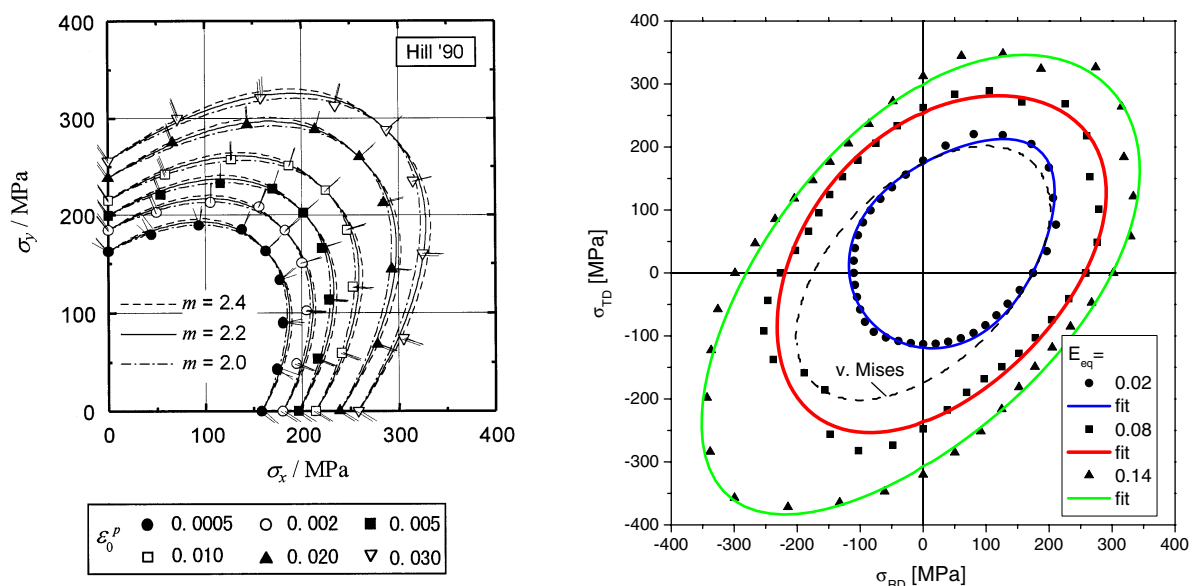 Hill '90
400
300
200
100
0
σy / MPa
m = 2.4
m = 2.2
m = 2.0
0 100 200 300 400
σx / MPa
ε0^p
0.0005 0.002 0.005
0.010 0.020 0.030
400
300
200
100
0
-100
-200
-300
-400
σTD [MPa]
v. Mises
Eeq=
0.02
fit
0.08
fit
0.14
fit
-400 -300 -200 -100 0 100 200 300 400
σRD [MPa]